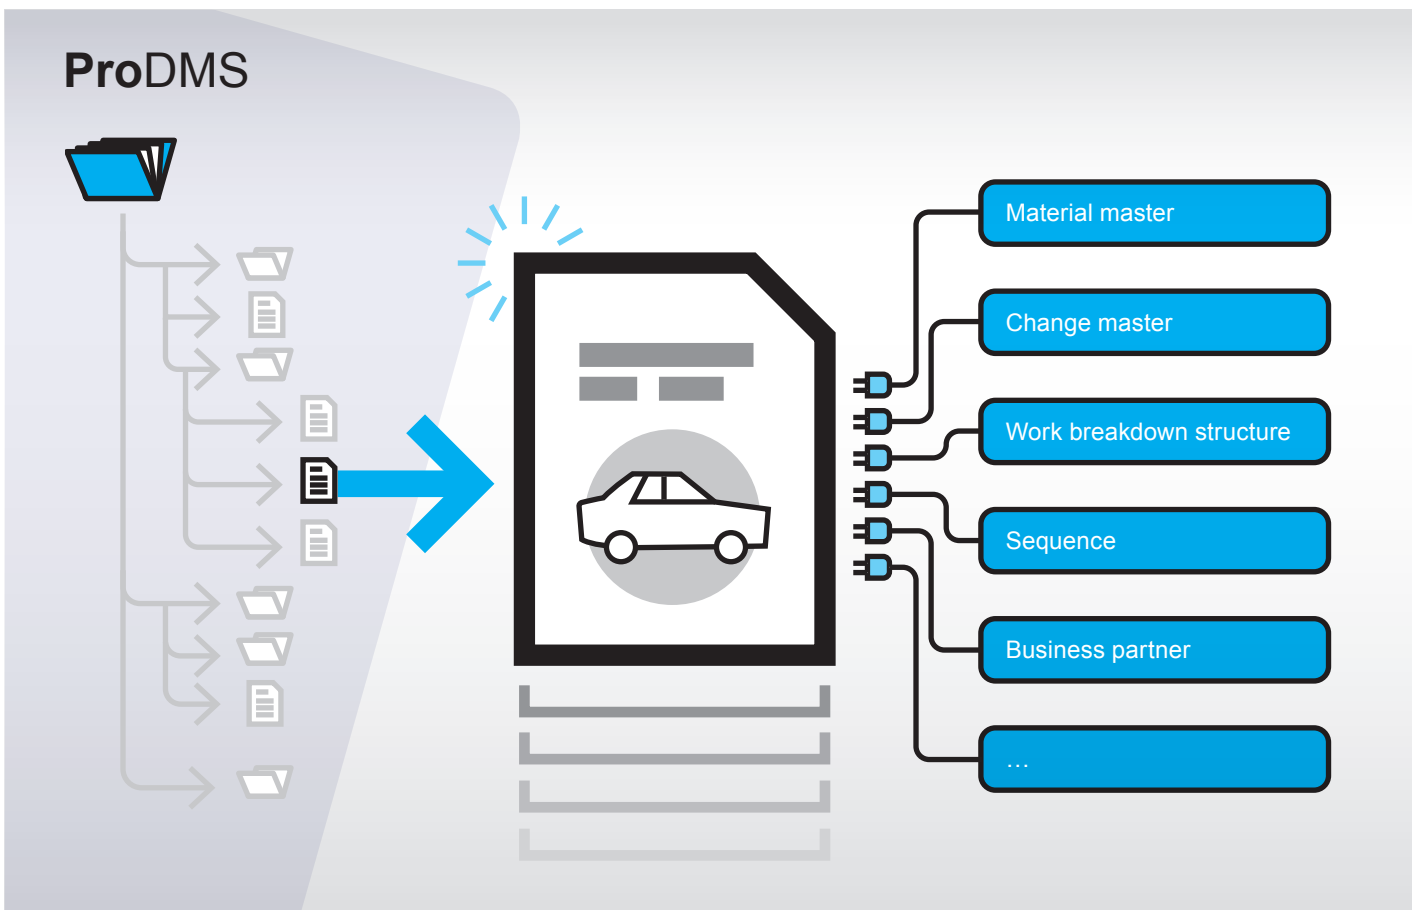 ProDMS
Material master
Change master
Work breakdown structure
Sequence
Business partner
…